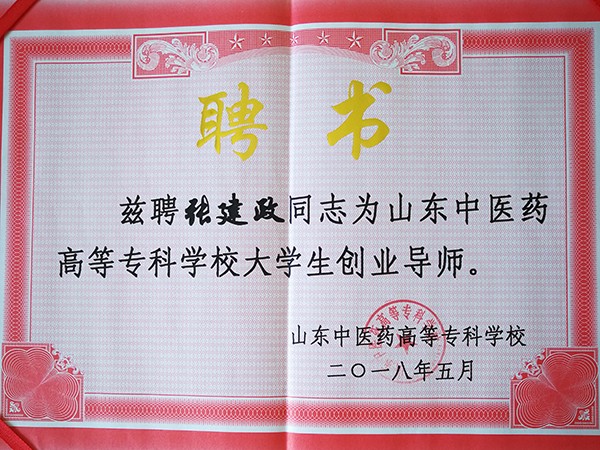 聘书
兹聘张建政同志为山东中医药
高等专科学校大学生创业导师。
山东中医药高等专科学校
二〇一八年五月